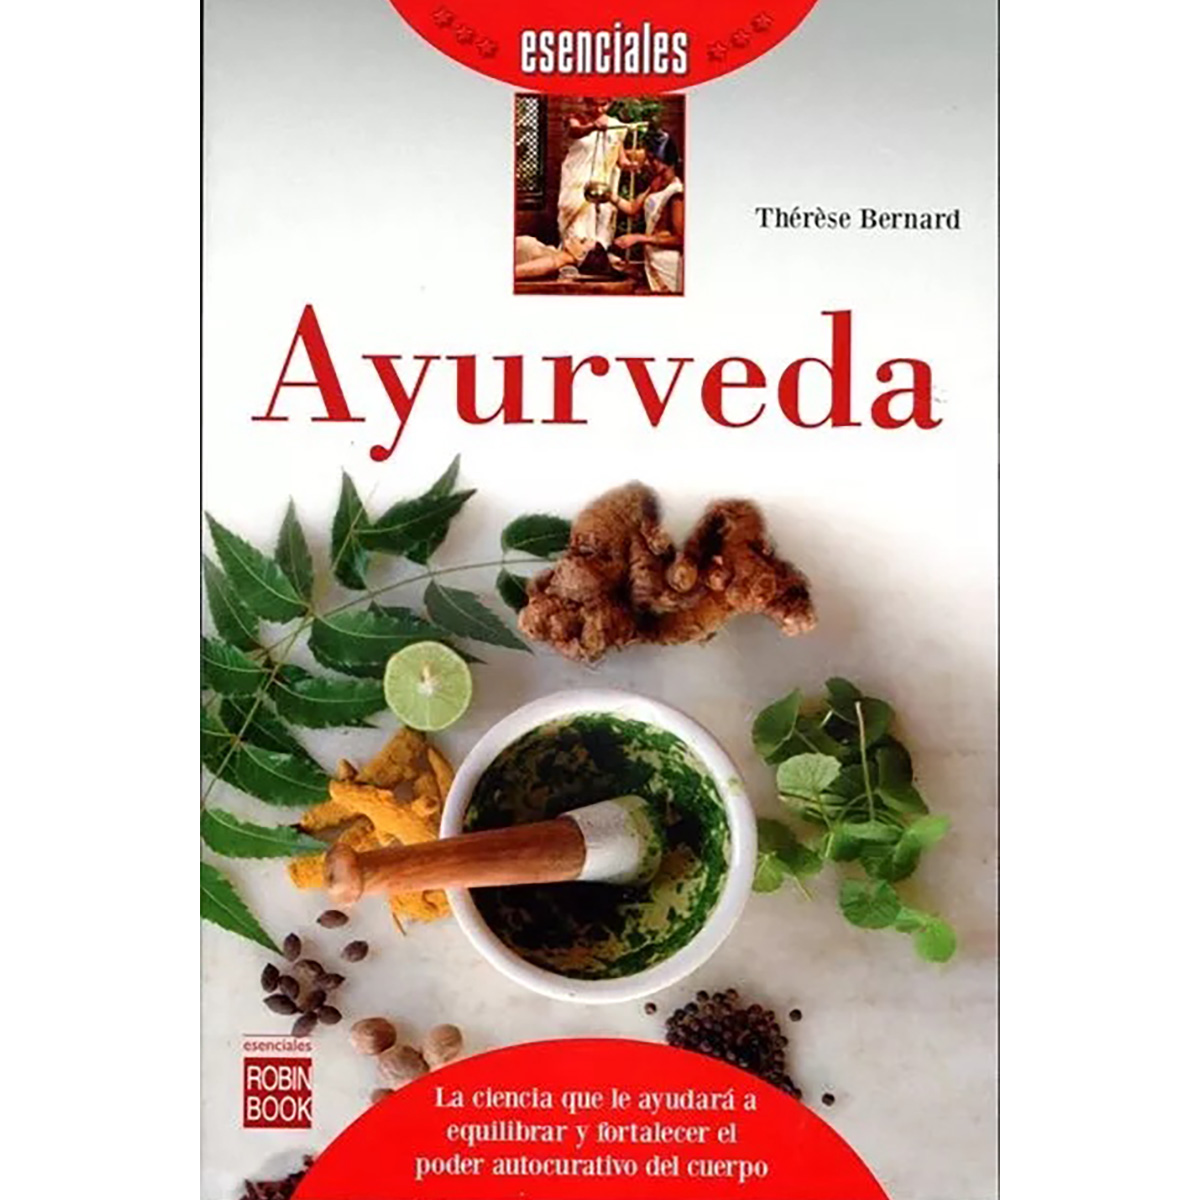 esenciales
Thérèse Bernard
Ayurveda
esenciales
ROBIN
BOOK
La ciencia que le ayudará a
equilibrar y fortalecer el
poder autocurativo del cuerpo